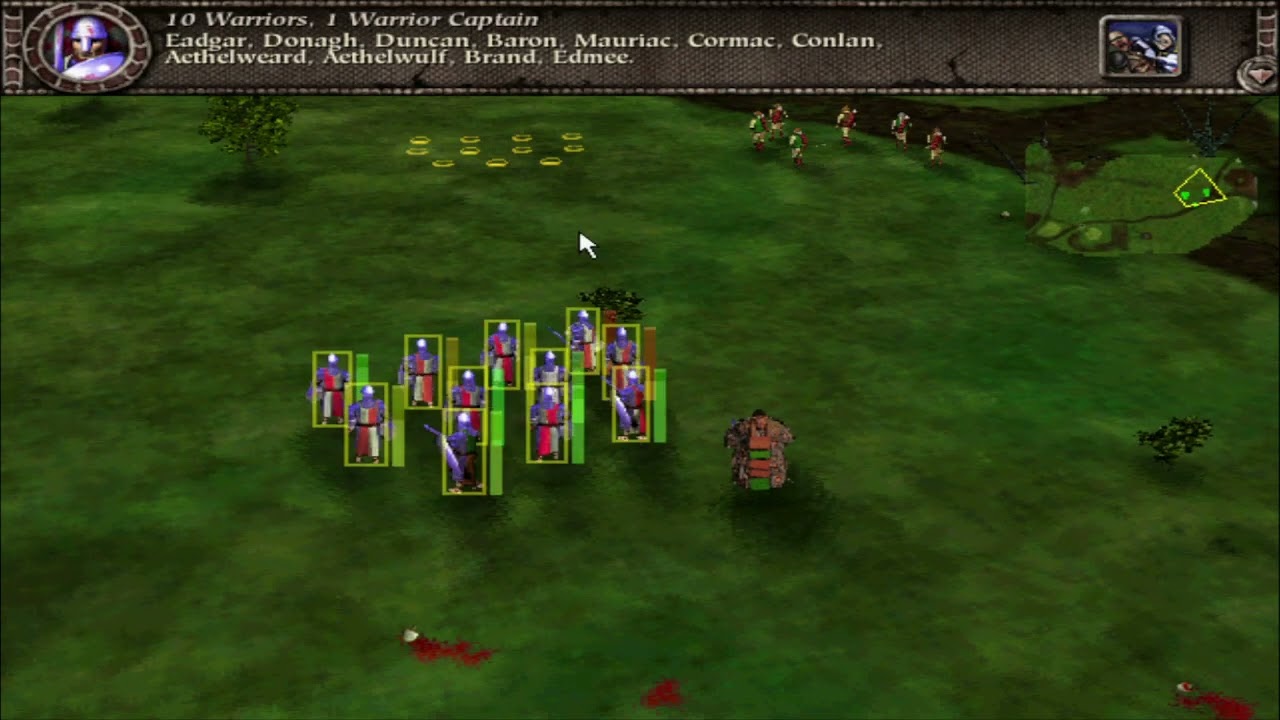 10 Warriors, 1 Warrior Captain
Eadgar, Donagh, Duncan, Baron, Mauriac, Cormac, Conlan,
Aethelweard, Aethelwulf, Brand, Edmee.